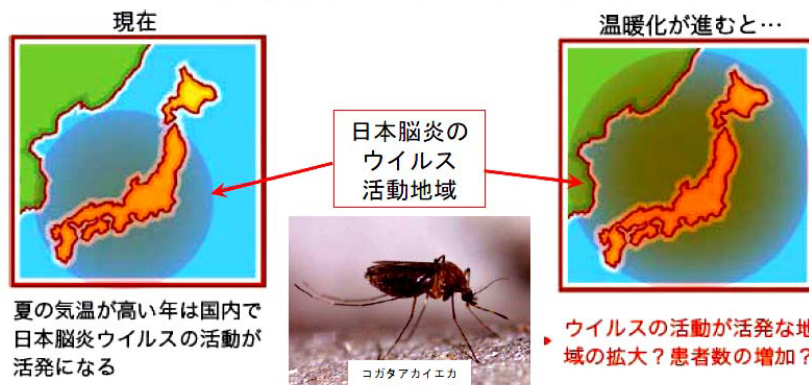 現在
温暖化が進むと…
日本脳炎の
ウイルス
活動地域
夏の気温が高い年は国内で
日本脳炎ウイルスの活動が
活発になる
コガタアカイエカ
ウイルスの活動が活発な地
域の拡大？患者数の増加？